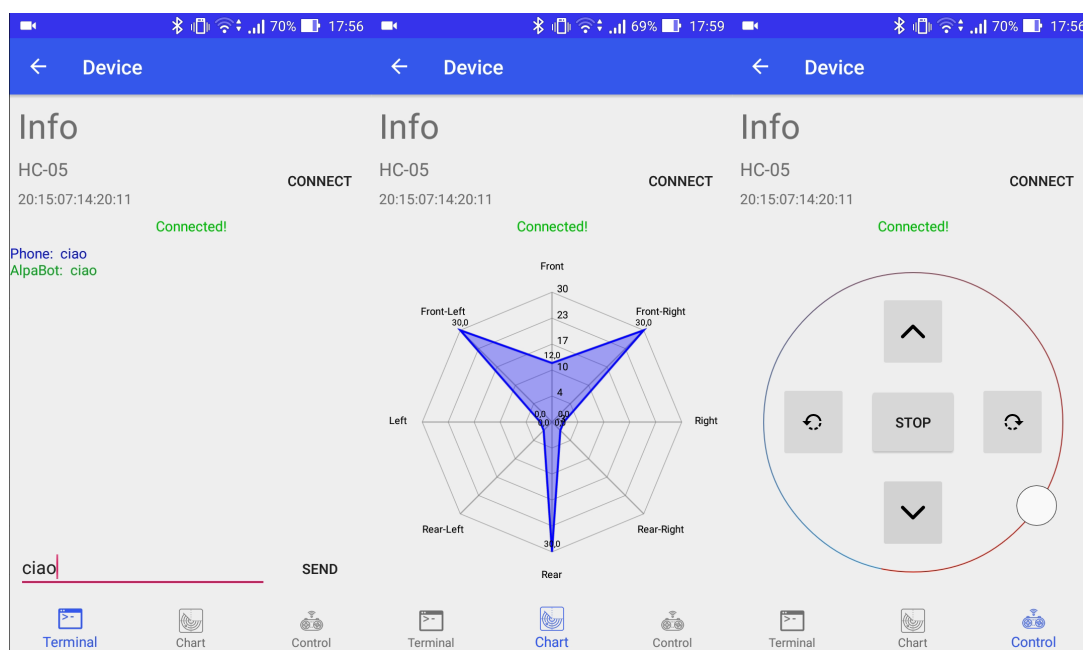 70% 17:56
Device
Info
HC-05
CONNECT
20:15:07:14:20:11
Connected!
Phone: ciao
AlpaBot: ciao
ciao
SEND
Terminal
Chart
Control
69% 17:59
Device
Info
HC-05
CONNECT
20:15:07:14:20:11
Connected!
Front
30
Front-Left
30,0
Front-Right
30,0
23
17
12,0
10
4
0,0
0,0
Left
Right
Rear-Left
Rear-Right
30,0
Rear
Terminal
Chart
Control
70% 17:56
Device
Info
HC-05
CONNECT
20:15:07:14:20:11
Connected!
STOP
Terminal
Chart
Control